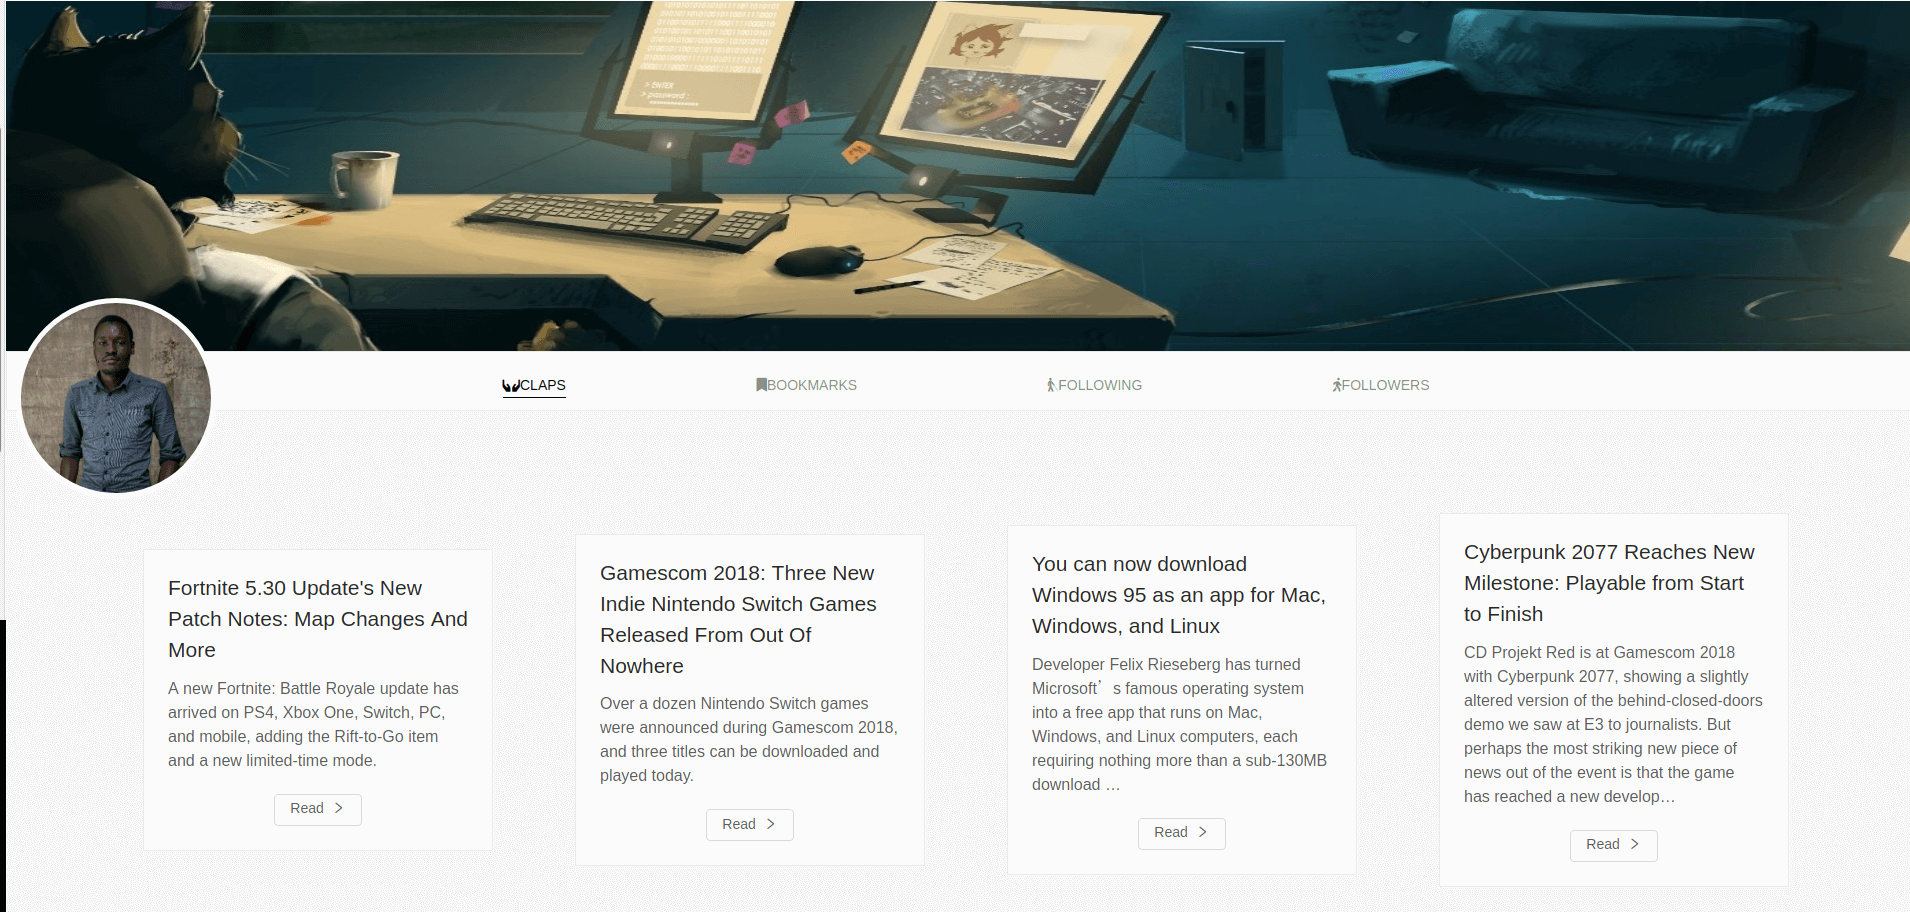 > ENTER
> password :
CLAPS
BOOKMARKS
FOLLOWING
FOLLOWERS
Fortnite 5.30 Update's New
Patch Notes: Map Changes And
More
A new Fortnite: Battle Royale update has
arrived on PS4, Xbox One, Switch, PC,
and mobile, adding the Rift-to-Go item
and a new limited-time mode.
Read
Gamescom 2018: Three New
Indie Nintendo Switch Games
Released From Out Of
Nowhere
Over a dozen Nintendo Switch games
were announced during Gamescom 2018,
and three titles can be downloaded and
played today.
Read
You can now download
Windows 95 as an app for Mac,
Windows, and Linux
Developer Felix Rieseberg has turned
Microsoft’s famous operating system
into a free app that runs on Mac,
Windows, and Linux computers, each
requiring nothing more than a sub-130MB
download …
Read
Cyberpunk 2077 Reaches New
Milestone: Playable from Start
to Finish
CD Projekt Red is at Gamescom 2018
with Cyberpunk 2077, showing a slightly
altered version of the behind-closed-doors
demo we saw at E3 to journalists. But
perhaps the most striking new piece of
news out of the event is that the game
has reached a new develop…
Read